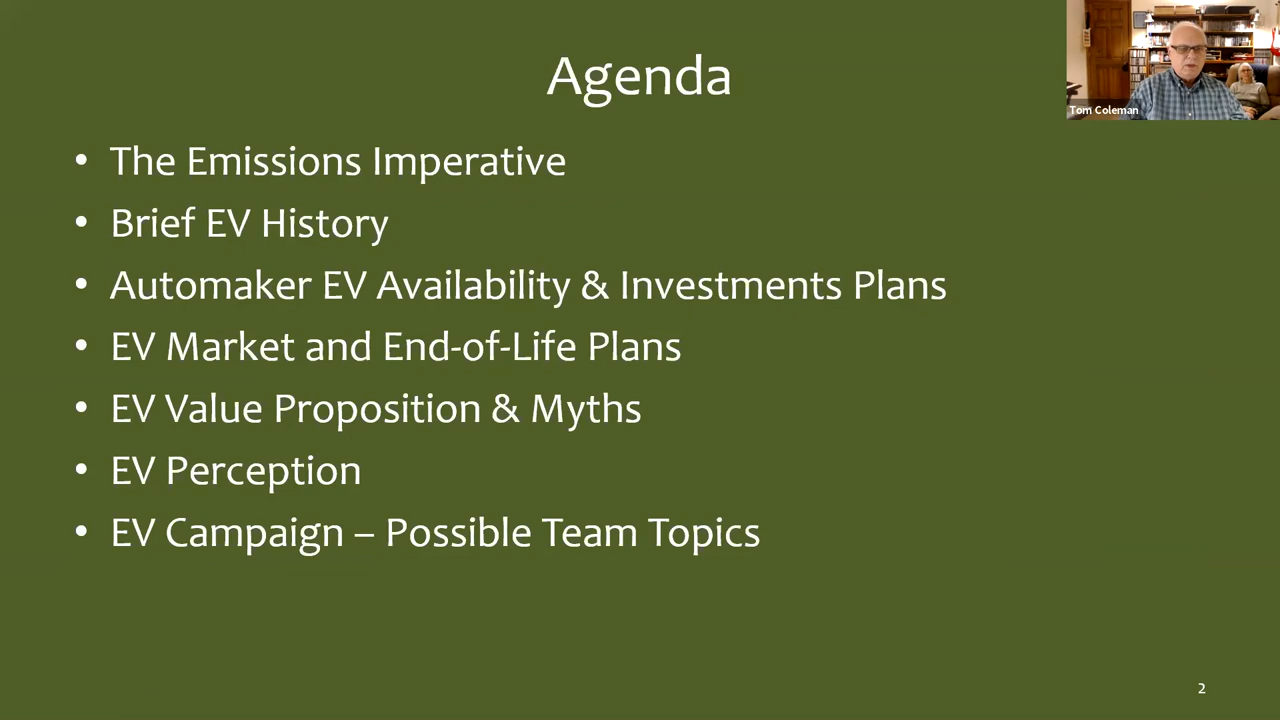 Agenda
Tom Coleman
• The Emissions Imperative
• Brief EV History
• Automaker EV Availability & Investments Plans
• EV Market and End-of-Life Plans
• EV Value Proposition & Myths
• EV Perception
• EV Campaign – Possible Team Topics
2